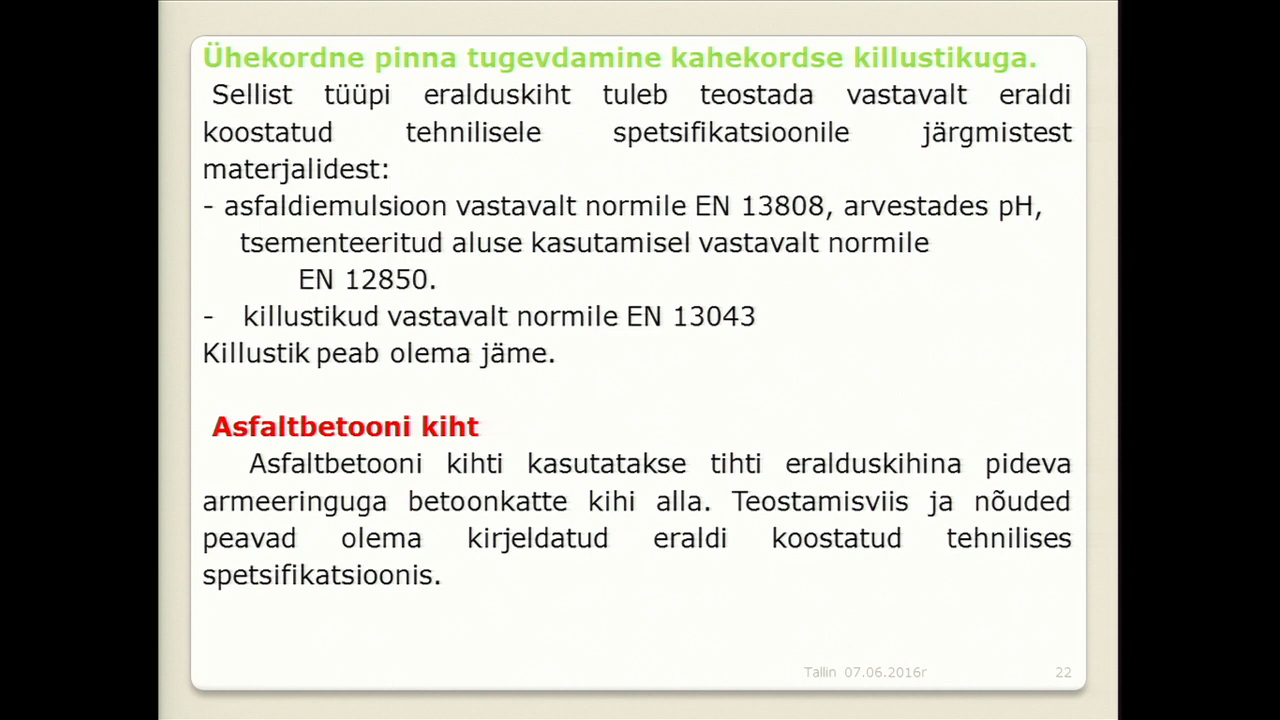 Ühekordne pinna tugevdamine kahekordse killustikuga.
Sellist tüüpi eralduskiht tuleb teostada vastavalt eraldi
koostatud tehnilisele spetsifikatsioonile järgmistest
materjalidest:
- asfaldiemulsioon vastavalt normile EN 13808, arvestades pH,
tsementeeritud aluse kasutamisel vastavalt normile
EN 12850.
- killustikud vastavalt normile EN 13043
Killustik peab olema jäme.
Asfaltbetooni kiht
Asfaltbetooni kihti kasutatakse tihti eralduskihina pideva
armeeringuga betoonkatte kihi alla. Teostamisviis ja nõuded
peavad olema kirjeldatud eraldi koostatud tehnilises
spetsifikatsioonis.
Tallin 07.06.2016r 22